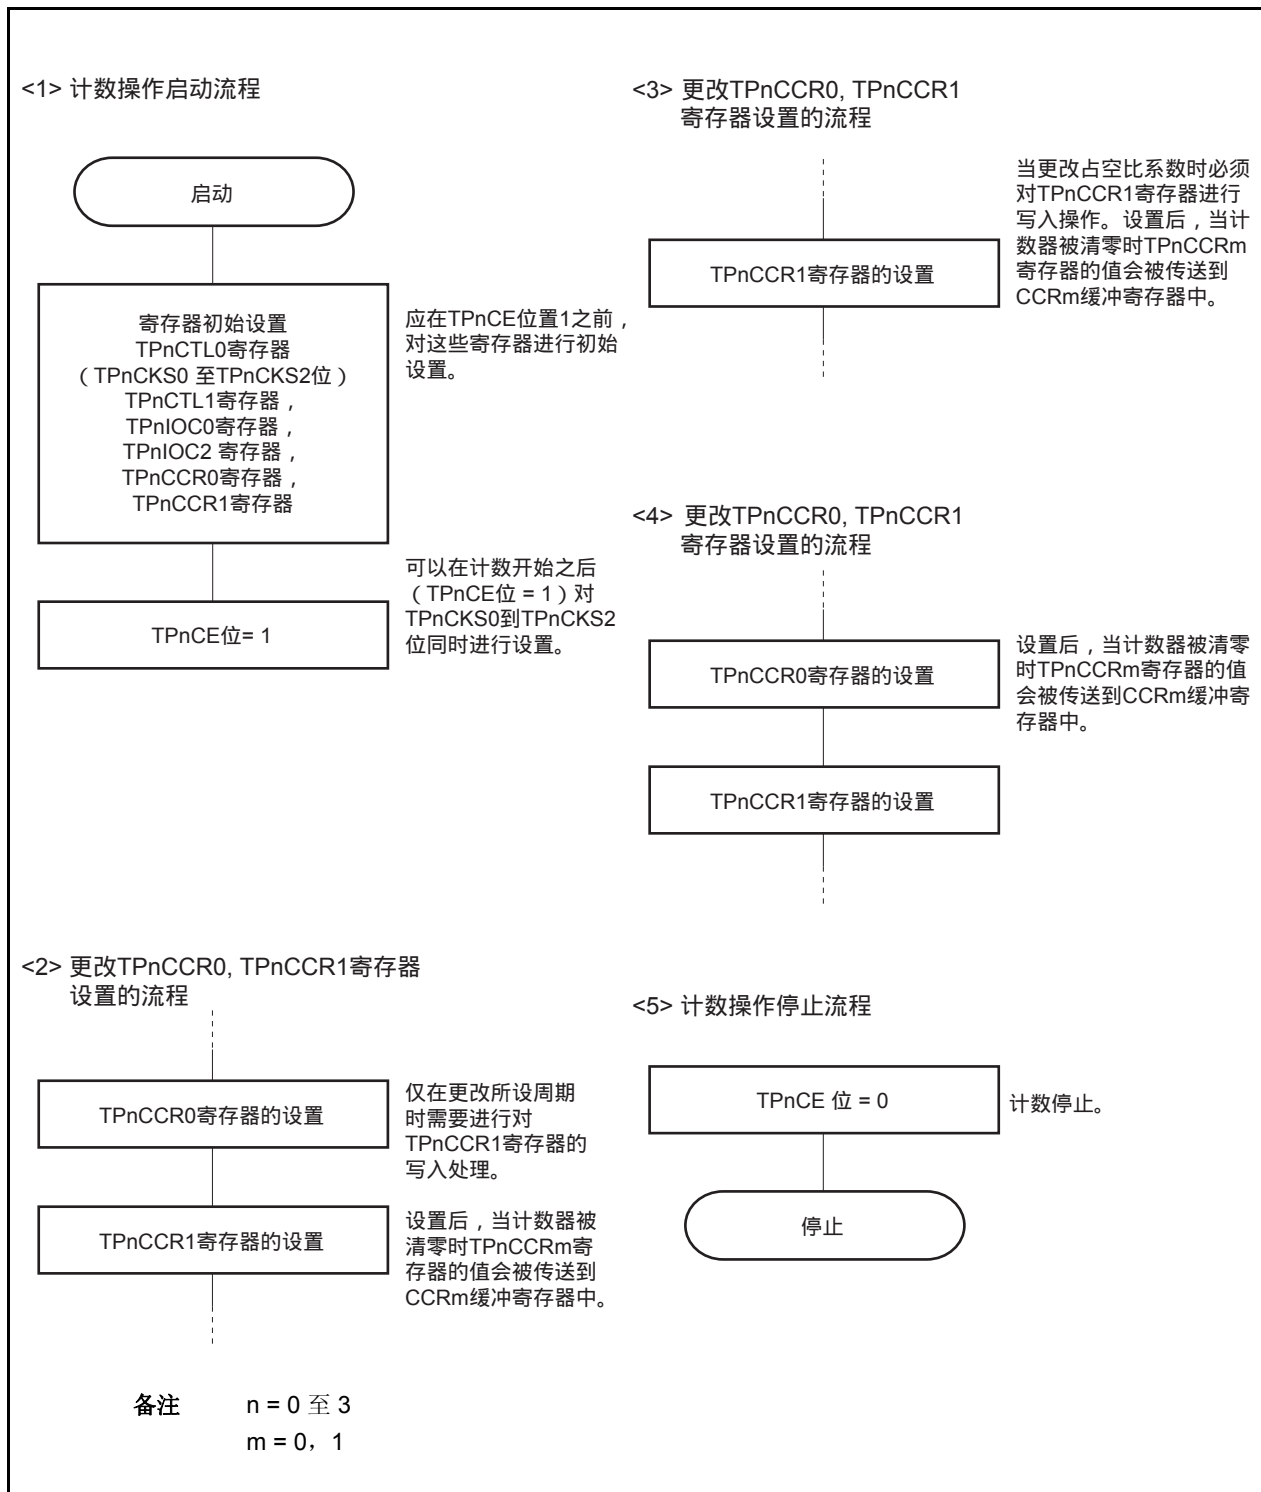 <1> 计数操作启动流程
启动
寄存器初始设置
TPnCTL0寄存器
（TPnCKS0 至TPnCKS2位）
TPnCTL1寄存器，
TPnIOC0寄存器，
TPnIOC2 寄存器，
TPnCCR0寄存器，
TPnCCR1寄存器
应在TPnCE位置1之前，
对这些寄存器进行初始
设置。
TPnCE位= 1
可以在计数开始之后
（TPnCE位 = 1）对
TPnCKS0到TPnCKS2
位同时进行设置。
<2> 更改TPnCCR0, TPnCCR1寄存器
设置的流程
TPnCCR0寄存器的设置
仅在更改所设周期
时需要进行对
TPnCCR1寄存器的
写入处理。
TPnCCR1寄存器的设置
设置后，当计数器被
清零时TPnCCRm寄
存器的值会被传送到
CCRm缓冲寄存器中。
<3> 更改TPnCCR0, TPnCCR1
寄存器设置的流程
TPnCCR1寄存器的设置
当更改占空比系数时必须
对TPnCCR1寄存器进行
写入操作。设置后，当计
数器被清零时TPnCCRm
寄存器的值会被传送到
CCRm缓冲寄存器中。
<4> 更改TPnCCR0, TPnCCR1
寄存器设置的流程
TPnCCR0寄存器的设置
设置后，当计数器被清零
时TPnCCRm寄存器的值
会被传送到CCRm缓冲寄
存器中。
TPnCCR1寄存器的设置
<5> 计数操作停止流程
TPnCE 位 = 0
计数停止。
停止
备注 n = 0 至 3
m = 0，1